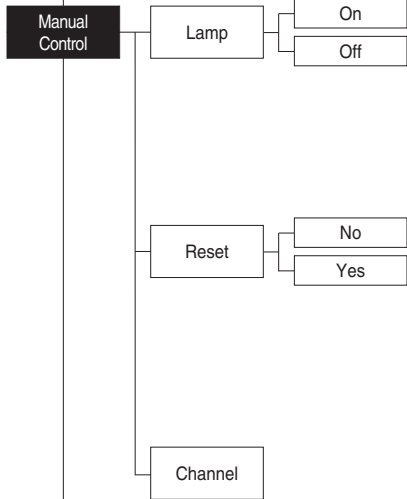 Manual
Control
Lamp
On
Off
Reset
No
Yes
Channel